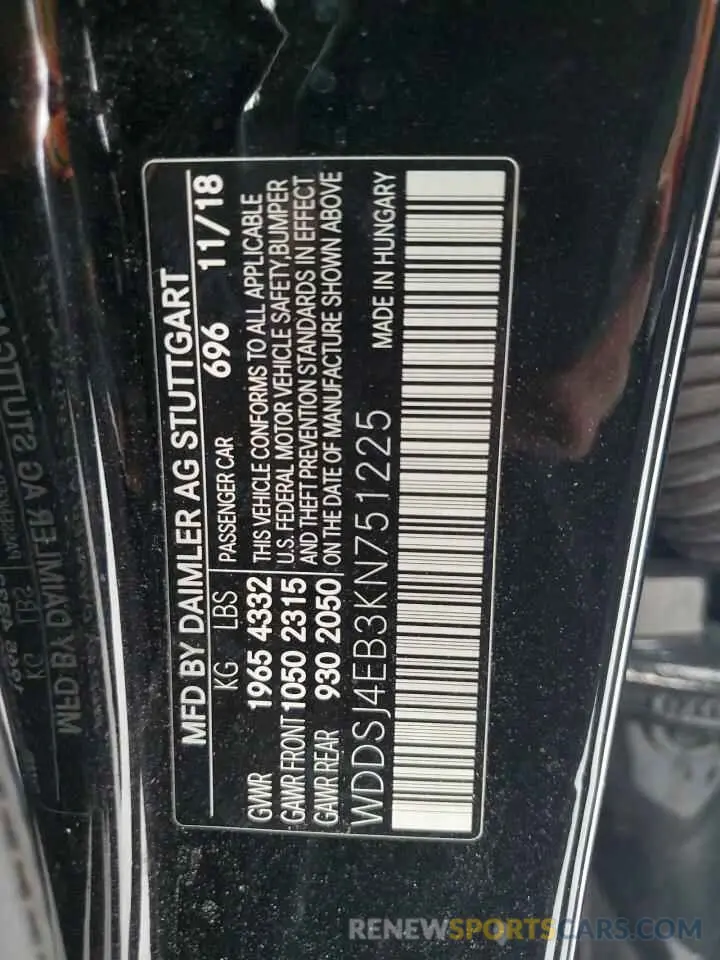 MFD BY DAIMLER AG STUTTGART
KG LBS PASSENGER CAR 696 11/18
GVWR 1965 4332 THIS VEHICLE CONFORMS TO ALL APPLICABLE
GAWR FRONT 1050 2315 U.S. FEDERAL MOTOR VEHICLE SAFETY,BUMPER
GAWR REAR 930 2050 AND THEFT PREVENTION STANDARDS IN EFFECT
ON THE DATE OF MANUFACTURE SHOWN ABOVE
WDDSJ4EB3KN751225 MADE IN HUNGARY
RENEWSPORTSCARS.COM